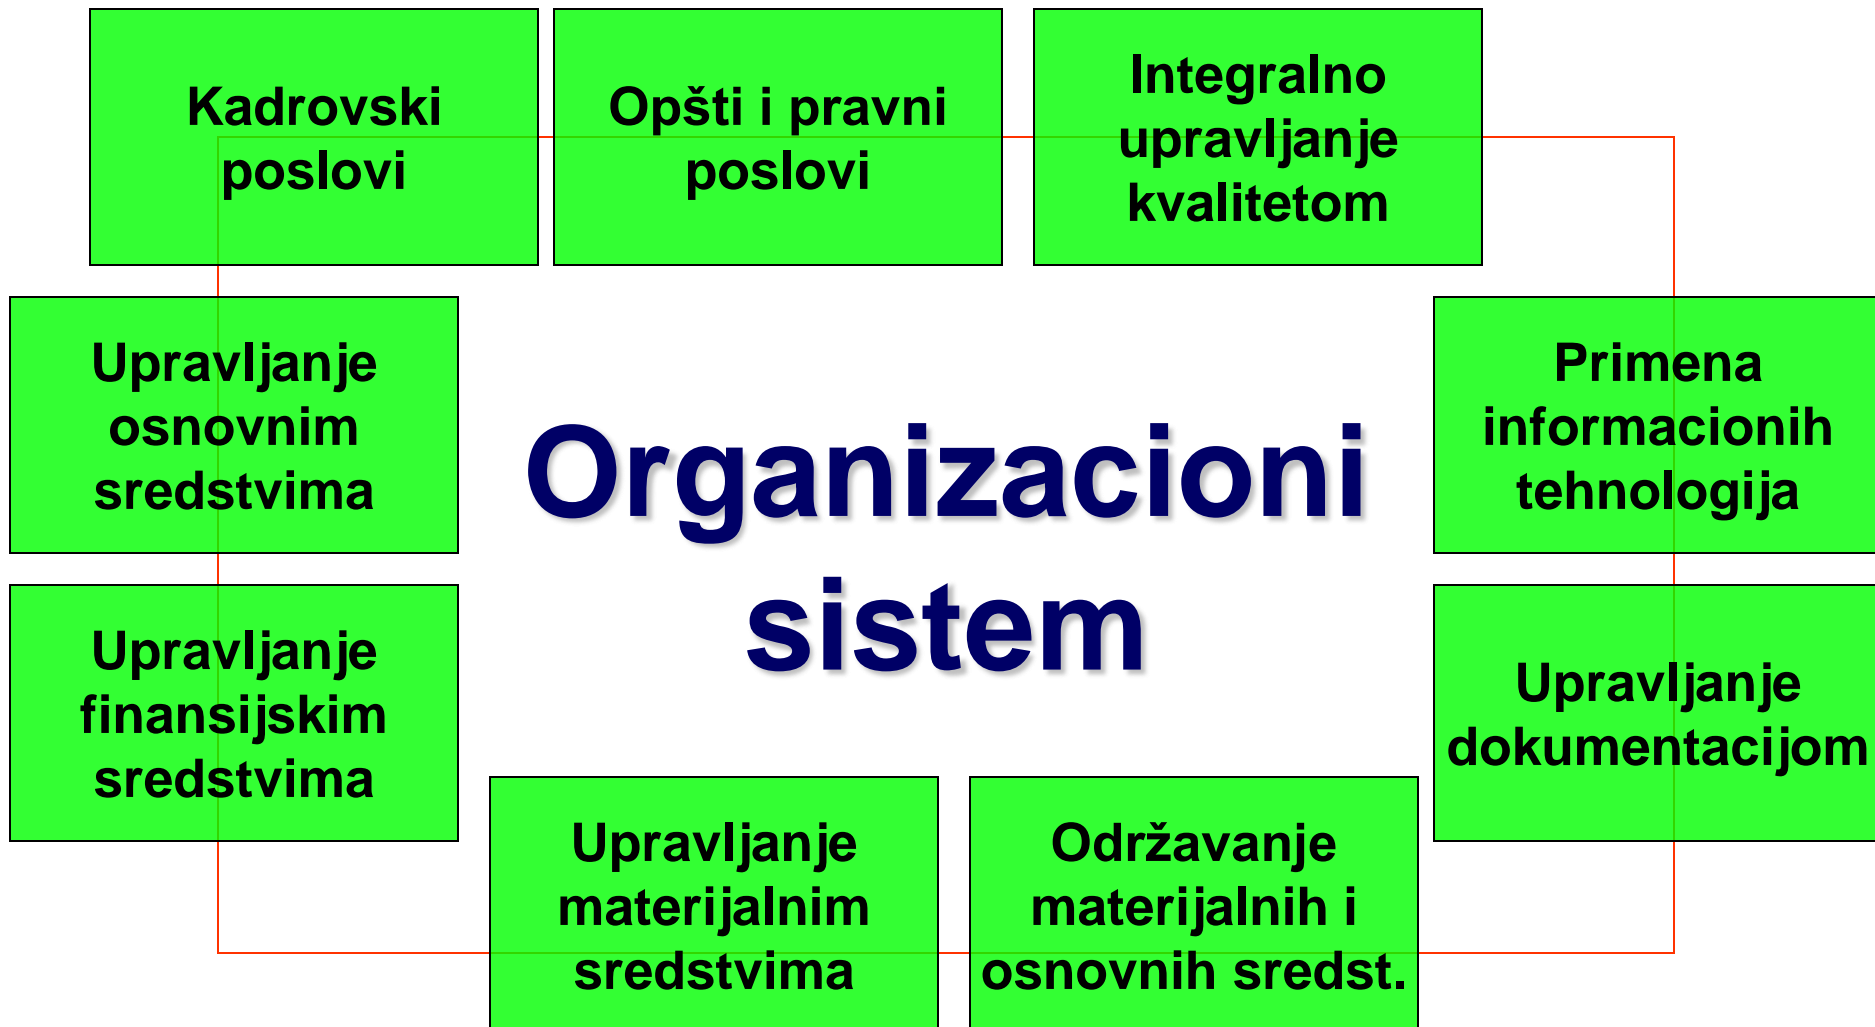 Kadrovski
poslovi
Opšti i pravni
poslovi
Integralno
upravljanje
kvalitetom
Upravljanje
osnovnim
sredstvima
Organizacioni
sistem
Primena
informacionih
tehnologija
Upravljanje
finansijskim
sredstvima
Upravljanje
dokumentacijom
Upravljanje
materijalnim
sredstvima
Održavanje
materijalnih i
osnovnih sredst.